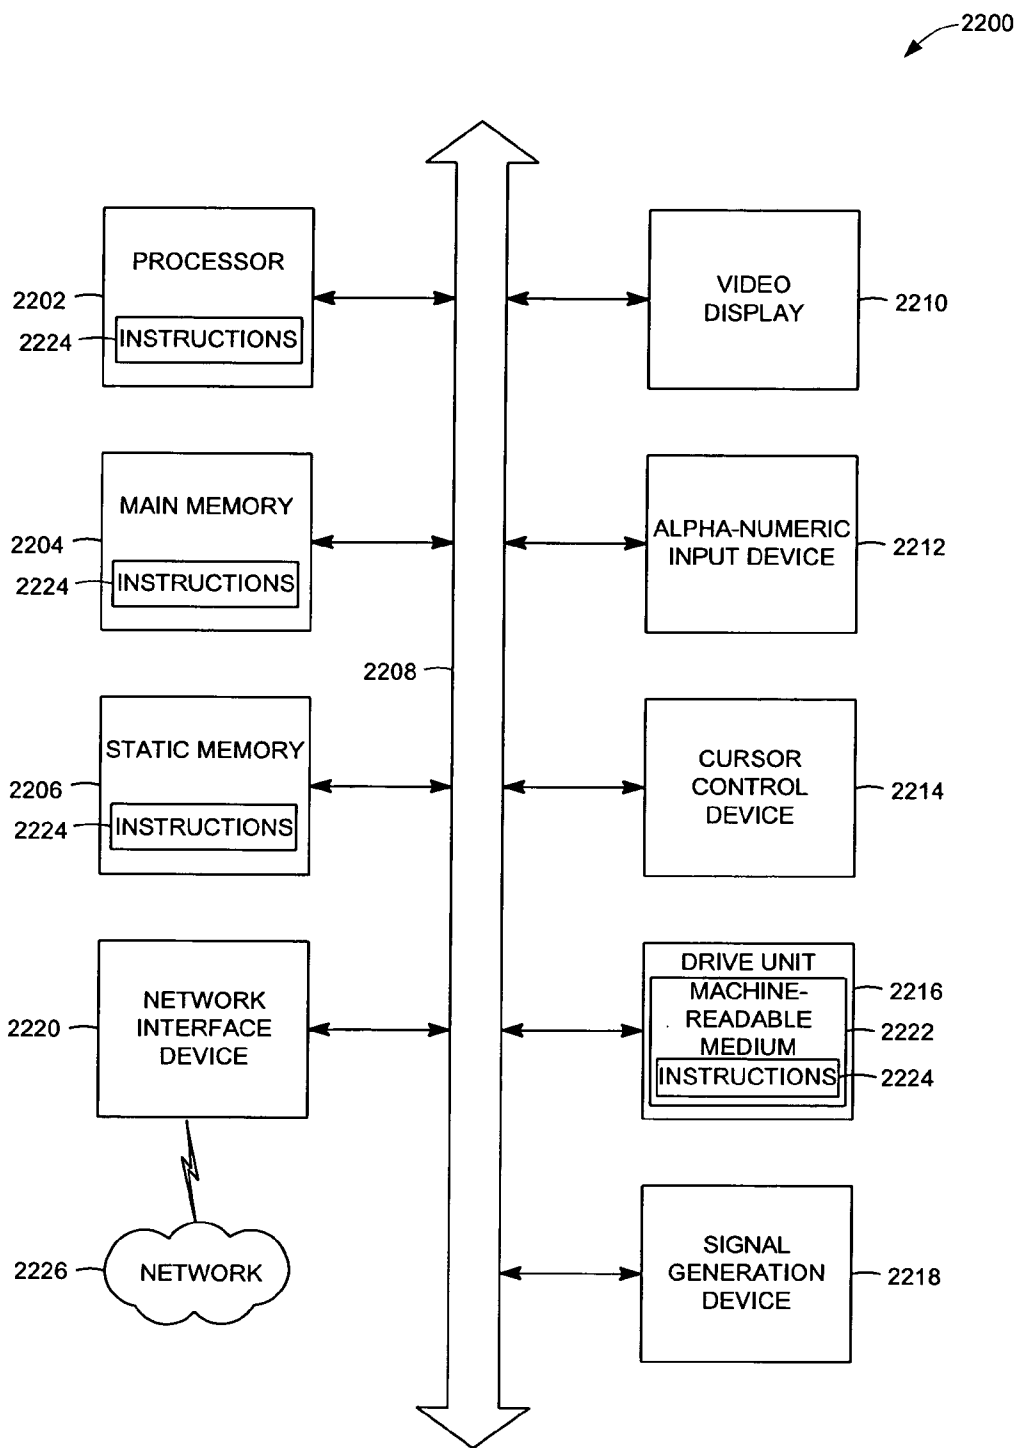 2200
PROCESSOR
2202
2224
INSTRUCTIONS
VIDEO
DISPLAY
2210
MAIN MEMORY
2204
2224
INSTRUCTIONS
ALPHA-NUMERIC
INPUT DEVICE
2212
2208
STATIC MEMORY
2206
2224
INSTRUCTIONS
CURSOR
CONTROL
DEVICE
2214
NETWORK
INTERFACE
DEVICE
2220
DRIVE UNIT
2216
MACHINE-
READABLE
MEDIUM
2222
INSTRUCTIONS
2224
NETWORK
2226
SIGNAL
GENERATION
DEVICE
2218